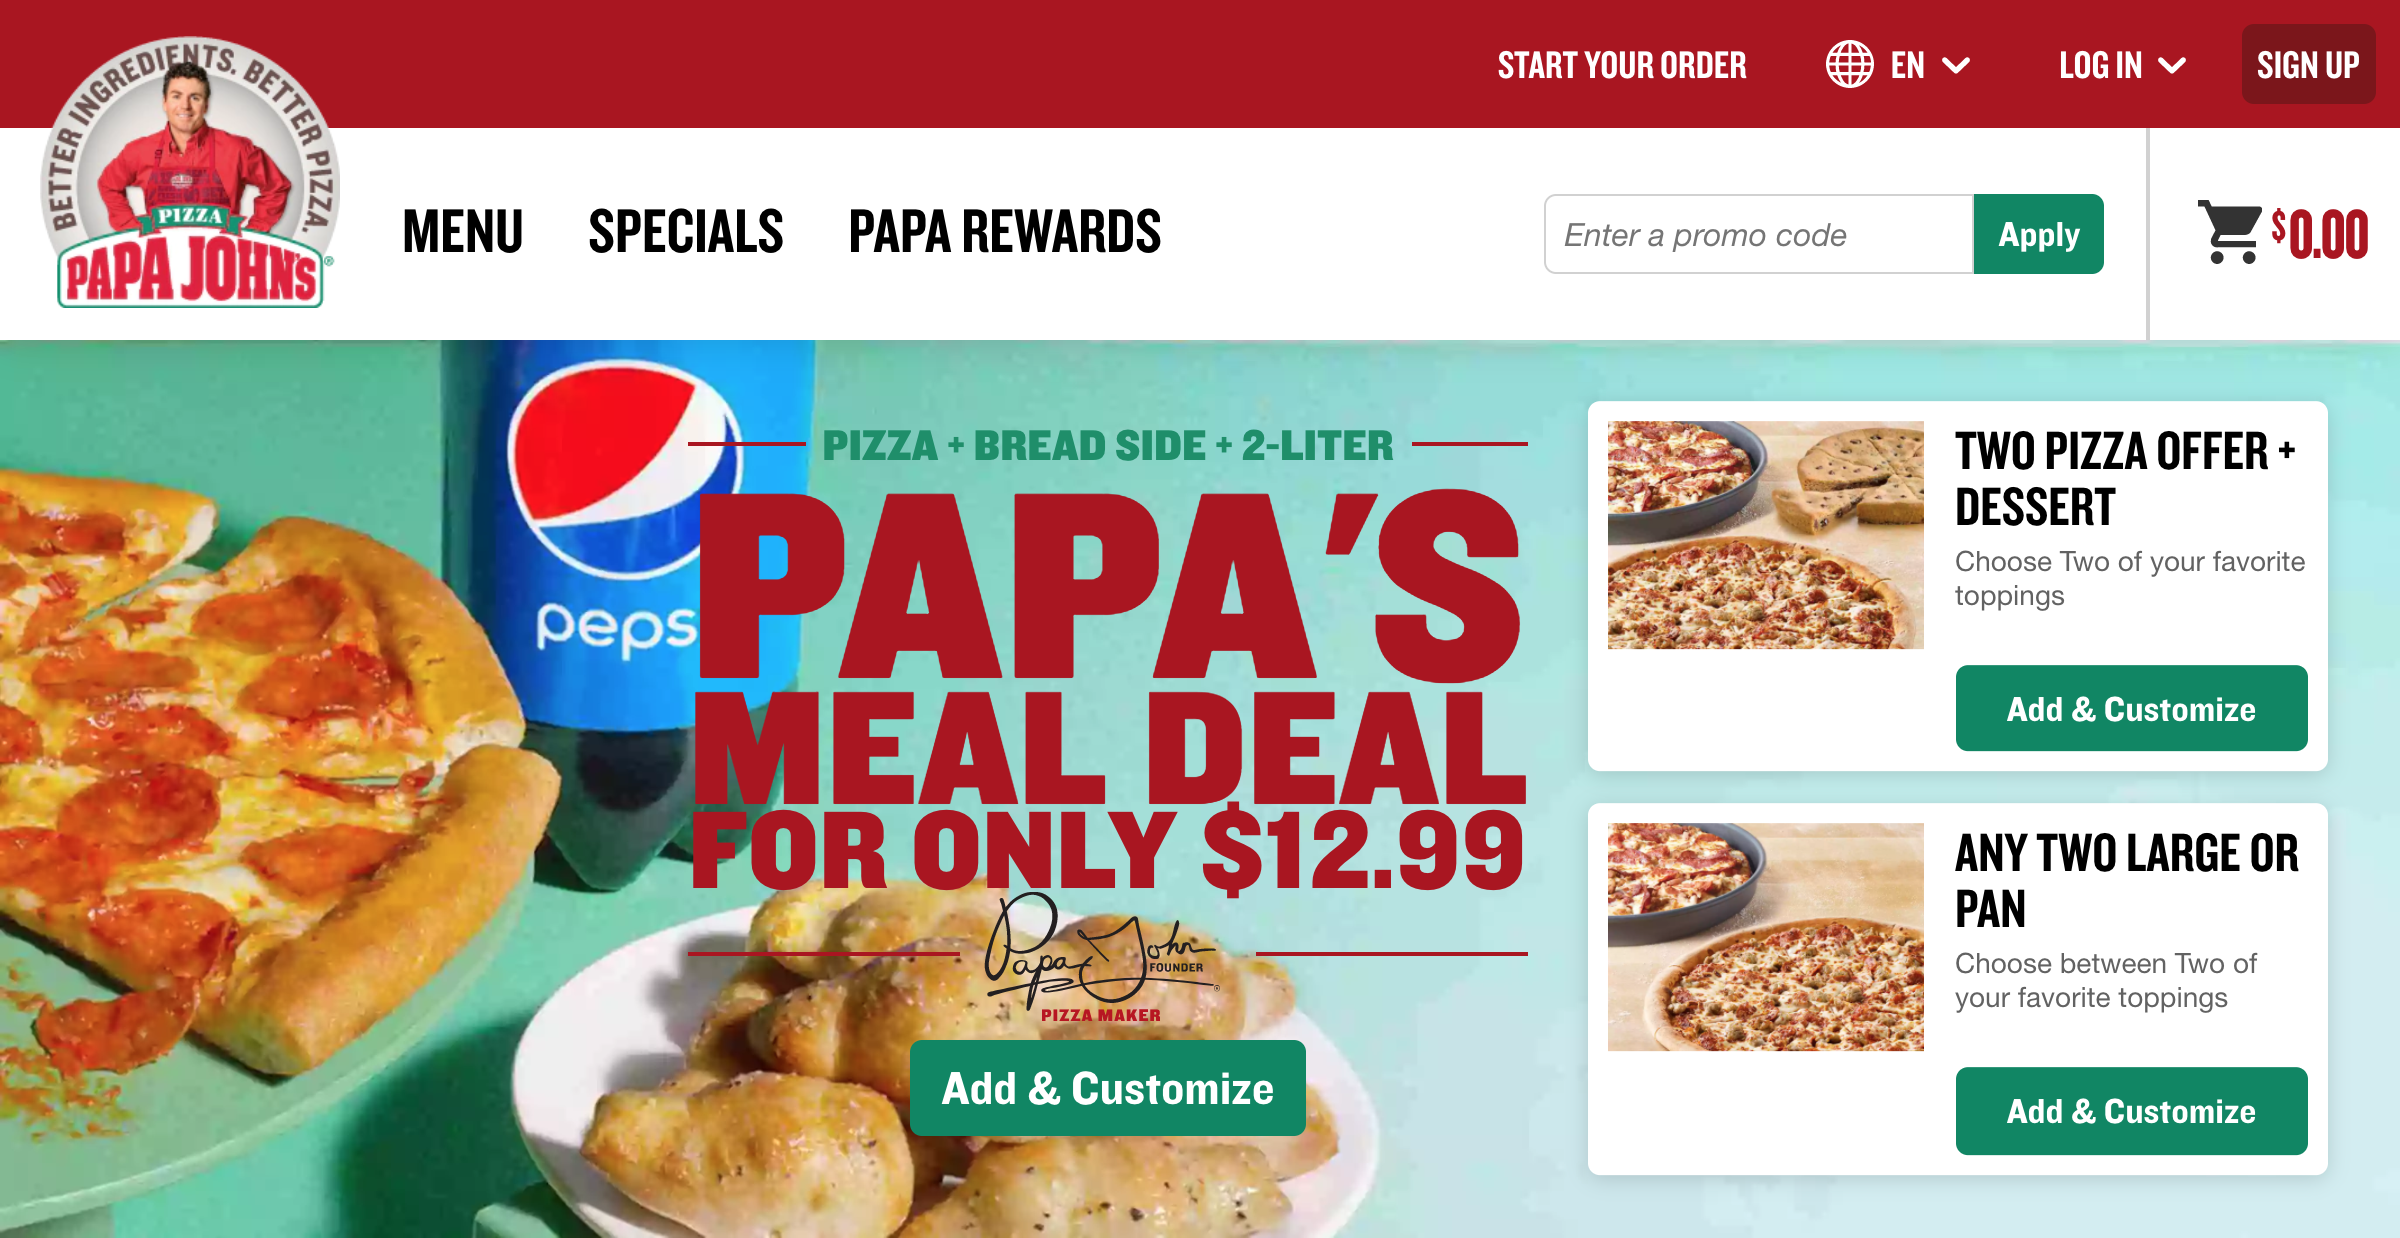 BETTER INGREDIENTS. BETTER PIZZA.
PIZZA
PAPA JOHN'S®
START YOUR ORDER
EN
LOG IN
SIGN UP
MENU
SPECIALS
PAPA REWARDS
Enter a promo code
Apply
$0.00
peps
PIZZA + BREAD SIDE + 2-LITER
PAPA'S
MEAL DEAL
FOR ONLY $12.99
Papa John
FOUNDER
®
PIZZA MAKER
Add & Customize
TWO PIZZA OFFER +
DESSERT
Choose Two of your favorite
toppings
Add & Customize
ANY TWO LARGE OR
PAN
Choose between Two of
your favorite toppings
Add & Customize